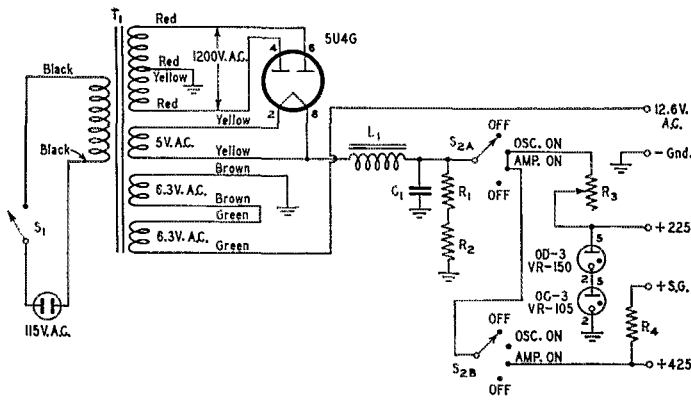 T1
Red
5U4G
4
6
1200V. A.C.
Black
Red
Yellow
Red
2
8
Yellow
12.6V.
A.C.
Black
5V. A.C.
Yellow
L1
S2A
OFF
OSC. ON
AMP. ON
OFF
- Gnd.
Brown
6.3V. A.C.
Brown
C1
R1
R3
S1
Green
6.3V. A.C.
Green
R2
+225
5
OD-3
VR-150
2
5
OC-3
VR-105
2
+S.G.
115V. A.C.
OFF
OSC. ON
AMP. ON
OFF
S2B
R4
+425